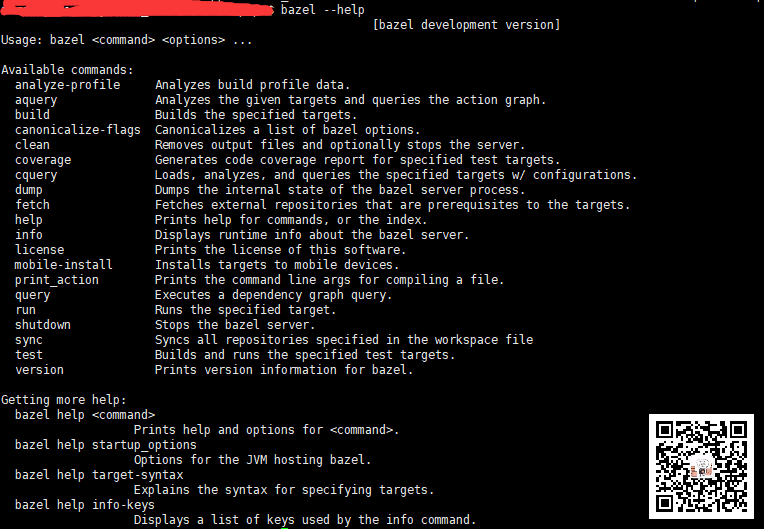 $ bazel --help
[bazel development version]
Usage: bazel <command> <options> ...
Available commands:
analyze-profile Analyzes build profile data.
aquery Analyzes the given targets and queries the action graph.
build Builds the specified targets.
canonicalize-flags Canonicalizes a list of bazel options.
clean Removes output files and optionally stops the server.
coverage Generates code coverage report for specified test targets.
cquery Loads, analyzes, and queries the specified targets w/ configurations.
dump Dumps the internal state of the bazel server process.
fetch Fetches external repositories that are prerequisites to the targets.
help Prints help for commands, or the index.
info Displays runtime info about the bazel server.
license Prints the license of this software.
mobile-install Installs targets to mobile devices.
print_action Prints the command line args for compiling a file.
query Executes a dependency graph query.
run Runs the specified target.
shutdown Stops the bazel server.
sync Syncs all repositories specified in the workspace file
test Builds and runs the specified test targets.
version Prints version information for bazel.
Getting more help:
bazel help <command>
Prints help and options for <command>.
bazel help startup_options
Options for the JVM hosting bazel.
bazel help target-syntax
Explains the syntax for specifying targets.
bazel help info-keys
Displays a list of keys used by the info command.